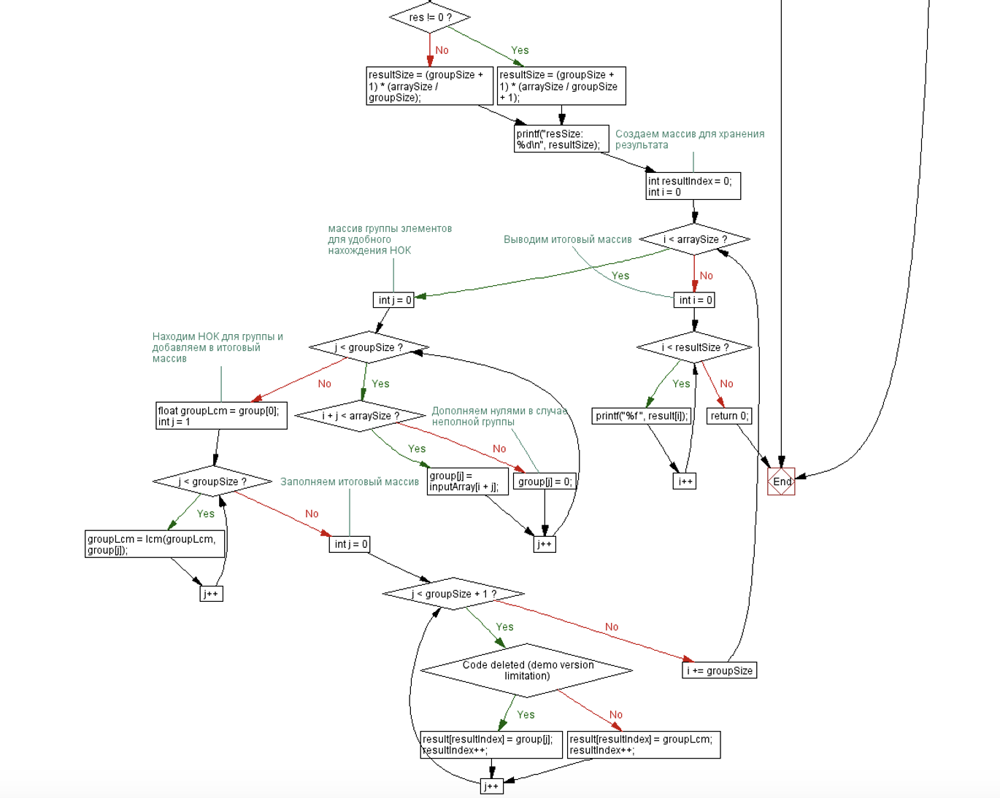 res != 0 ?
No
Yes
resultSize = (groupSize +
1) * (arraySize /
groupSize);
resultSize = (groupSize +
1) * (arraySize / groupSize
+ 1);
printf("resSize:
%d\n", resultSize);
Создаем массив для хранения
результата
int resultIndex = 0;
int i = 0
i < arraySize ?
массив группы элементов
для удобного
нахождения НОК
Выводим итоговый массив
Yes
No
int j = 0
int i = 0
j < groupSize ?
i < resultSize ?
Находим НОК для группы и
добавляем в итоговый
массив
No
Yes
Yes
No
float groupLcm = group[0];
int j = 1
i + j < arraySize ?
Дополняем нулями в случае
неполной группы
printf("%f", result[i]);
return 0;
Yes
No
j < groupSize ?
Заполняем итоговый массив
group[j] =
inputArray[i + j];
group[j] = 0;
i++
End
Yes
No
groupLcm = lcm(groupLcm,
group[j]);
int j = 0
j++
j++
j < groupSize + 1 ?
Yes
No
Code deleted (demo version
limitation)
i += groupSize
Yes
No
result[resultIndex] = group[j];
resultIndex++;
result[resultIndex] = groupLcm;
resultIndex++;
j++